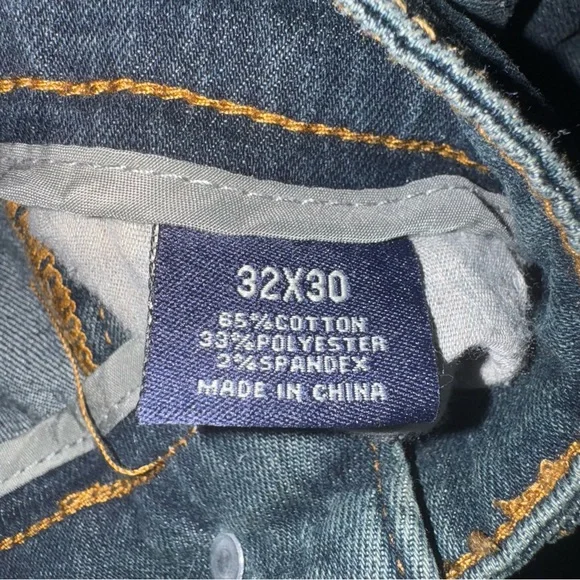 32X30
65%COTTON
33%POLYESTER
2%SPANDEX
MADE IN CHINA